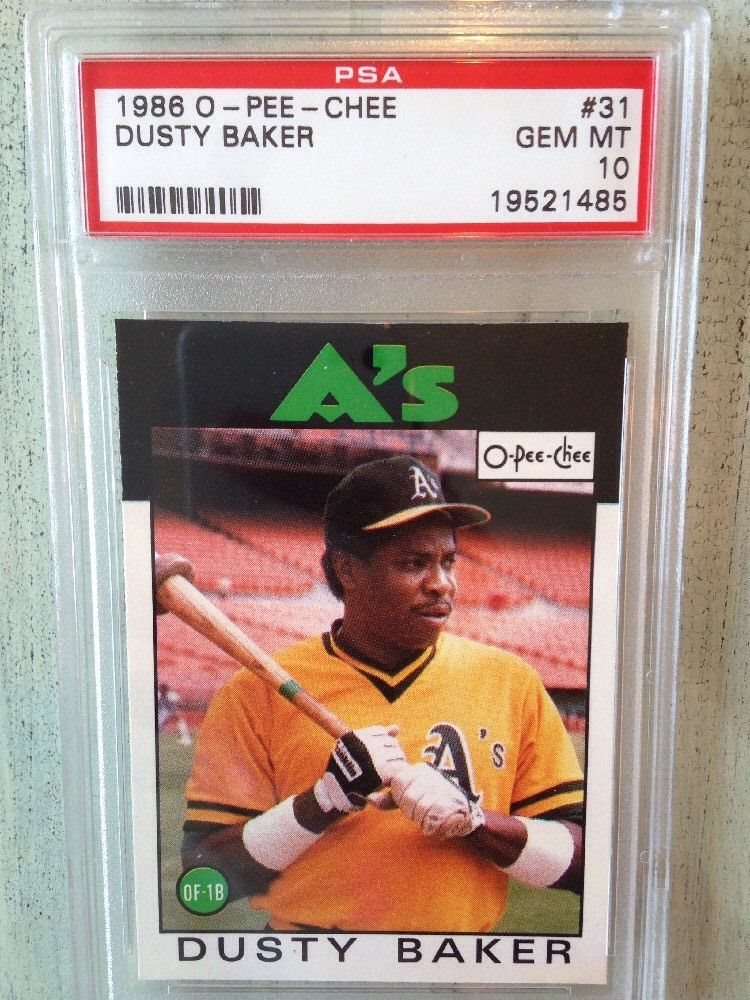 PSA
1986 O-PEE-CHEE #31
DUSTY BAKER GEM MT
10
19521485
A's
O-Pee-Chee
A's
A's
OF-1B
DUSTY BAKER